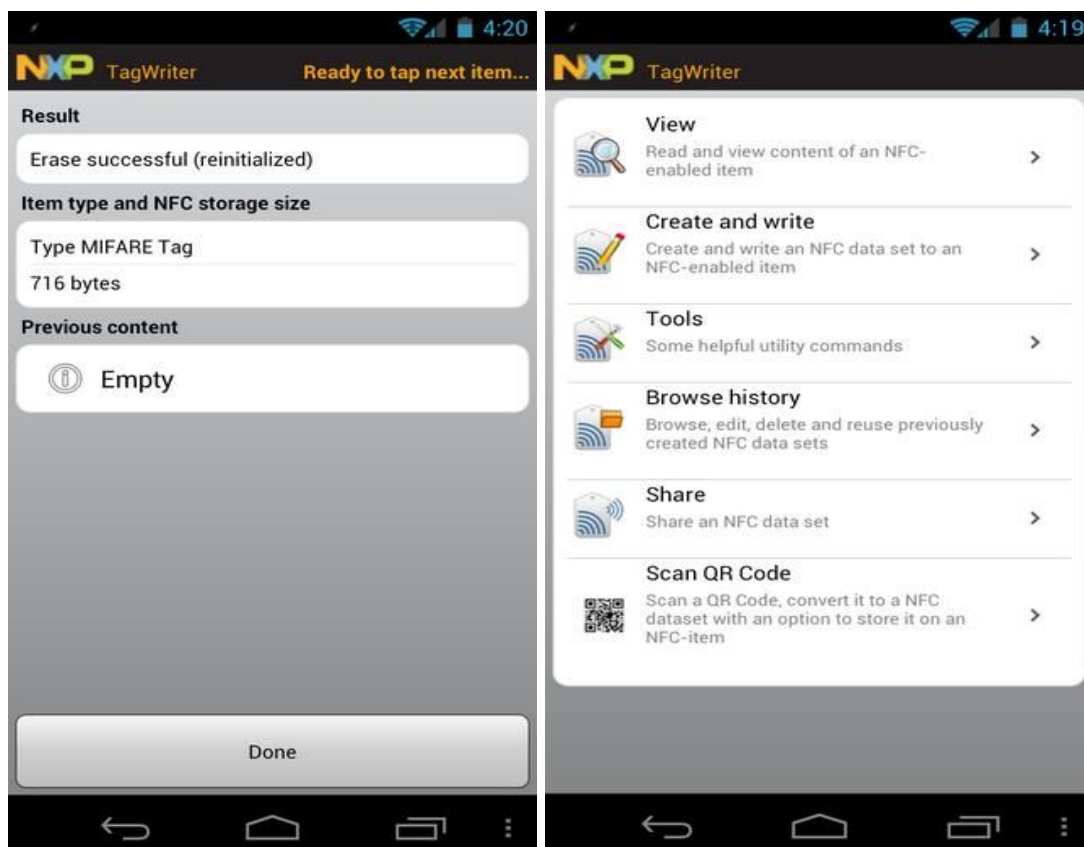 4:20
NXP TagWriter Ready to tap next item...
Result
Erase successful (reinitialized)
Item type and NFC storage size
Type MIFARE Tag
716 bytes
Previous content
Empty
Done
4:19
NXP TagWriter
View
Read and view content of an NFC-
enabled item
Create and write
Create and write an NFC data set to an
NFC-enabled item
Tools
Some helpful utility commands
Browse history
Browse, edit, delete and reuse previously
created NFC data sets
Share
Share an NFC data set
Scan QR Code
Scan a QR Code, convert it to a NFC
dataset with an option to store it on an
NFC-item